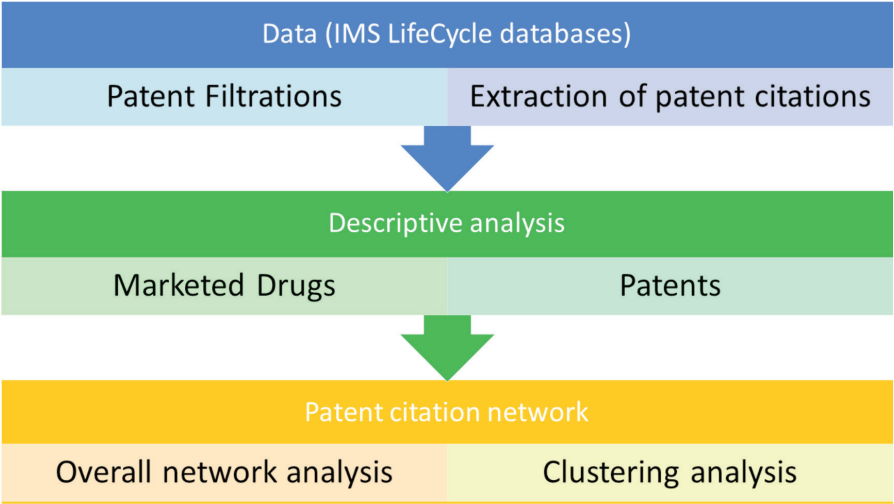 Data (IMS LifeCycle databases)
Patent Filtrations
Extraction of patent citations
Descriptive analysis
Marketed Drugs
Patents
Patent citation network
Overall network analysis
Clustering analysis